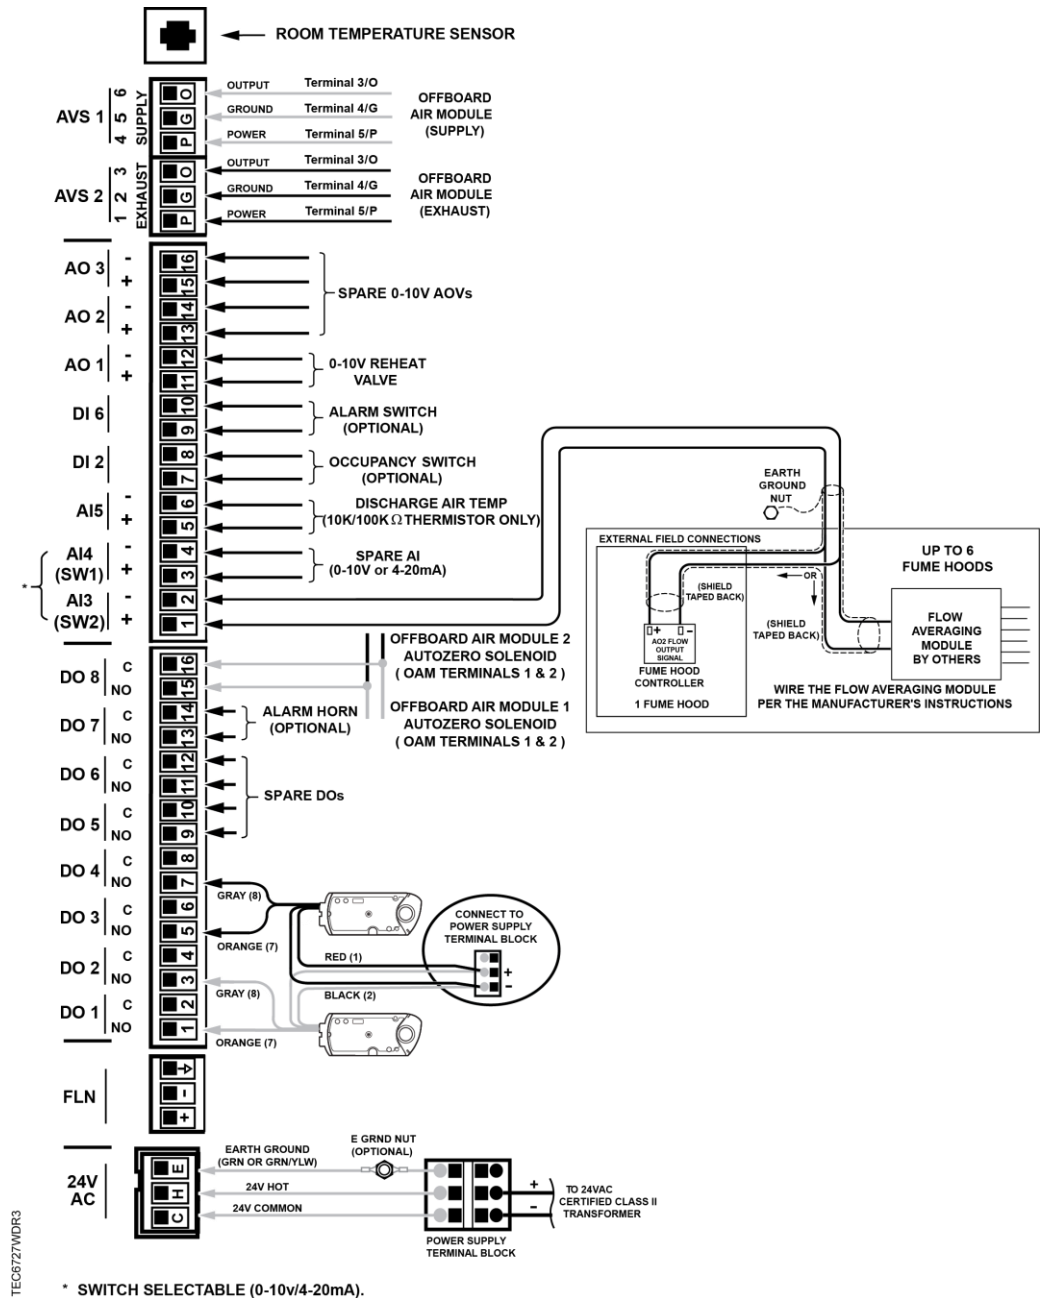 ROOM TEMPERATURE SENSOR
AVS 1
4 5 6
SUPPLY
O
G
P
OUTPUT Terminal 3/O
GROUND Terminal 4/G
POWER Terminal 5/P
OFFBOARD
AIR MODULE
(SUPPLY)
AVS 2
1 2 3
EXHAUST
O
G
P
OUTPUT Terminal 3/O
GROUND Terminal 4/G
POWER Terminal 5/P
OFFBOARD
AIR MODULE
(EXHAUST)
AO 3 - 16
+ 15
AO 2 - 14
+ 13
SPARE 0-10V AOVs
AO 1 - 12
+ 11
0-10V REHEAT
VALVE
DI 6 10
9
ALARM SWITCH
(OPTIONAL)
DI 2 8
7
OCCUPANCY SWITCH
(OPTIONAL)
AI5 - 6
+ 5
DISCHARGE AIR TEMP
(10K/100KΩ THERMISTOR ONLY)
* AI4
(SW1)
- 4
+ 3
SPARE AI
(0-10V or 4-20mA)
AI3
(SW2)
- 2
+ 1
EARTH
GROUND
NUT
EXTERNAL FIELD CONNECTIONS
UP TO 6
FUME HOODS
(SHIELD
TAPED BACK)
OR
(SHIELD
TAPED BACK)
+ -
AO2 FLOW
OUTPUT
SIGNAL
FUME HOOD
CONTROLLER
1 FUME HOOD
FLOW
AVERAGING
MODULE
BY OTHERS
WIRE THE FLOW AVERAGING MODULE
PER THE MANUFACTURER'S INSTRUCTIONS
OFFBOARD AIR MODULE 2
AUTOZERO SOLENOID
( OAM TERMINALS 1 & 2 )
OFFBOARD AIR MODULE 1
AUTOZERO SOLENOID
( OAM TERMINALS 1 & 2 )
DO 8 C 16
NO 15
DO 7 C 14
NO 13
ALARM HORN
(OPTIONAL)
DO 6 C 12
NO 11
DO 5 C 10
NO 9
SPARE DOs
DO 4 C 8
NO 7
GRAY (8)
DO 3 C 6
NO 5
ORANGE (7)
DO 2 C 4
NO 3
GRAY (8)
DO 1 C 2
NO 1
ORANGE (7)
RED (1)
BLACK (2)
CONNECT TO
POWER SUPPLY
TERMINAL BLOCK
+
-
FLN
-
+
24V
AC
E
H
C
EARTH GROUND
(GRN OR GRN/YLW)
24V HOT
24V COMMON
E GRND NUT
(OPTIONAL)
POWER SUPPLY
TERMINAL BLOCK
+
-
TO 24VAC
CERTIFIED CLASS II
TRANSFORMER
TEC6727WDR3
* SWITCH SELECTABLE (0-10v/4-20mA).